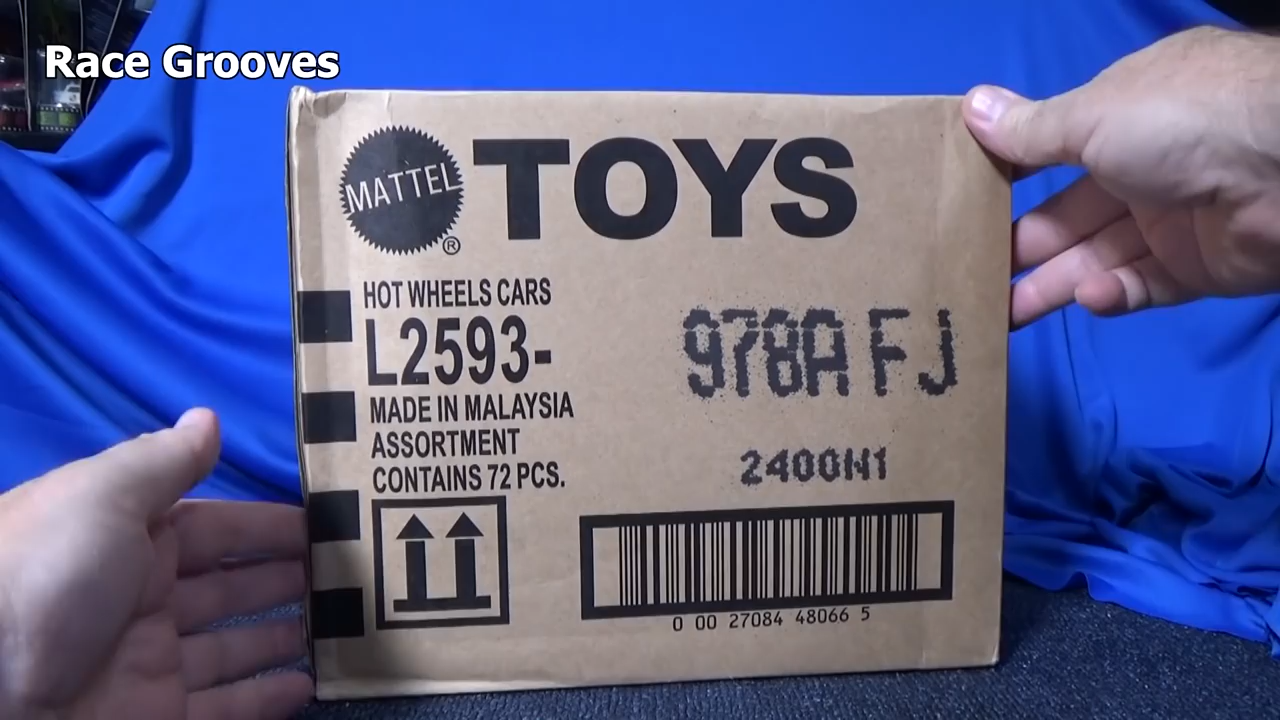 Race Grooves
MATTEL ® TOYS
HOT WHEELS CARS
L2593-
MADE IN MALAYSIA
ASSORTMENT
CONTAINS 72 PCS.
978A FJ
2400N1
0 00 27084 48066 5